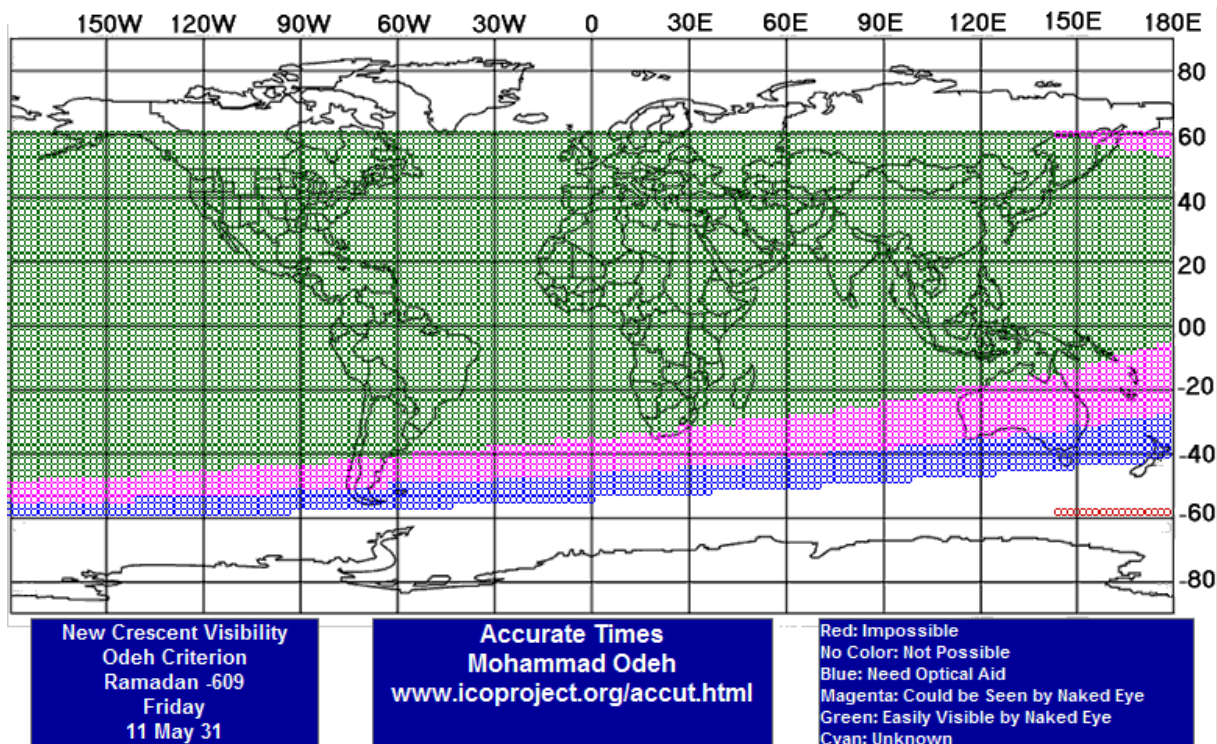 150W 120W 90W 60W 30W 0 30E 60E 90E 120E 150E 180E
80
60
40
20
00
-20
-40
-60
-80
New Crescent Visibility
Odeh Criterion
Ramadan -609
Friday
11 May 31
Accurate Times
Mohammad Odeh
www.icoproject.org/accut.html
Red: Impossible
No Color: Not Possible
Blue: Need Optical Aid
Magenta: Could be Seen by Naked Eye
Green: Easily Visible by Naked Eye
Cyan: Unknown